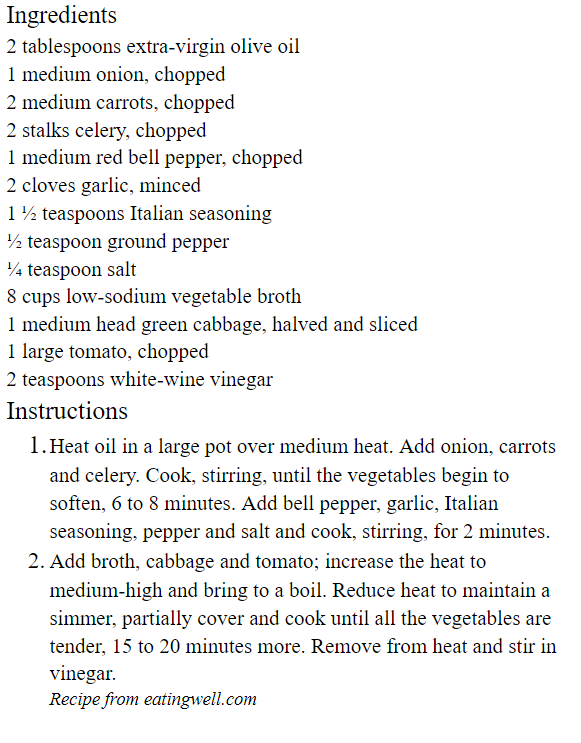 Ingredients
2 tablespoons extra-virgin olive oil
1 medium onion, chopped
2 medium carrots, chopped
2 stalks celery, chopped
1 medium red bell pepper, chopped
2 cloves garlic, minced
1 ½ teaspoons Italian seasoning
½ teaspoon ground pepper
¼ teaspoon salt
8 cups low-sodium vegetable broth
1 medium head green cabbage, halved and sliced
1 large tomato, chopped
2 teaspoons white-wine vinegar
Instructions
1. Heat oil in a large pot over medium heat. Add onion, carrots
and celery. Cook, stirring, until the vegetables begin to
soften, 6 to 8 minutes. Add bell pepper, garlic, Italian
seasoning, pepper and salt and cook, stirring, for 2 minutes.
2. Add broth, cabbage and tomato; increase the heat to
medium-high and bring to a boil. Reduce heat to maintain a
simmer, partially cover and cook until all the vegetables are
tender, 15 to 20 minutes more. Remove from heat and stir in
vinegar.
Recipe from eatingwell.com